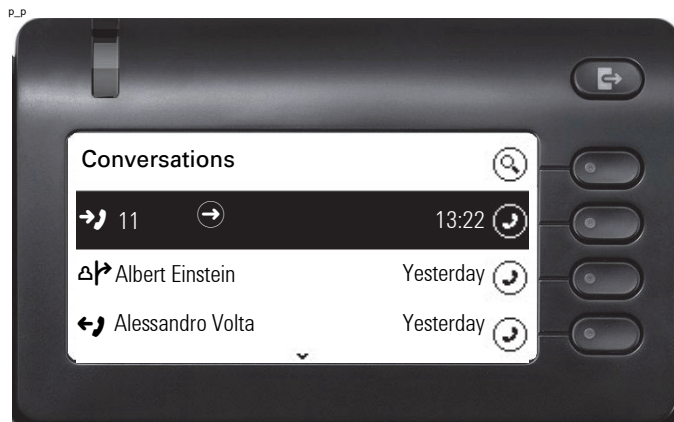 p_p
Conversations
11 13:22
Albert Einstein Yesterday
Alessandro Volta Yesterday